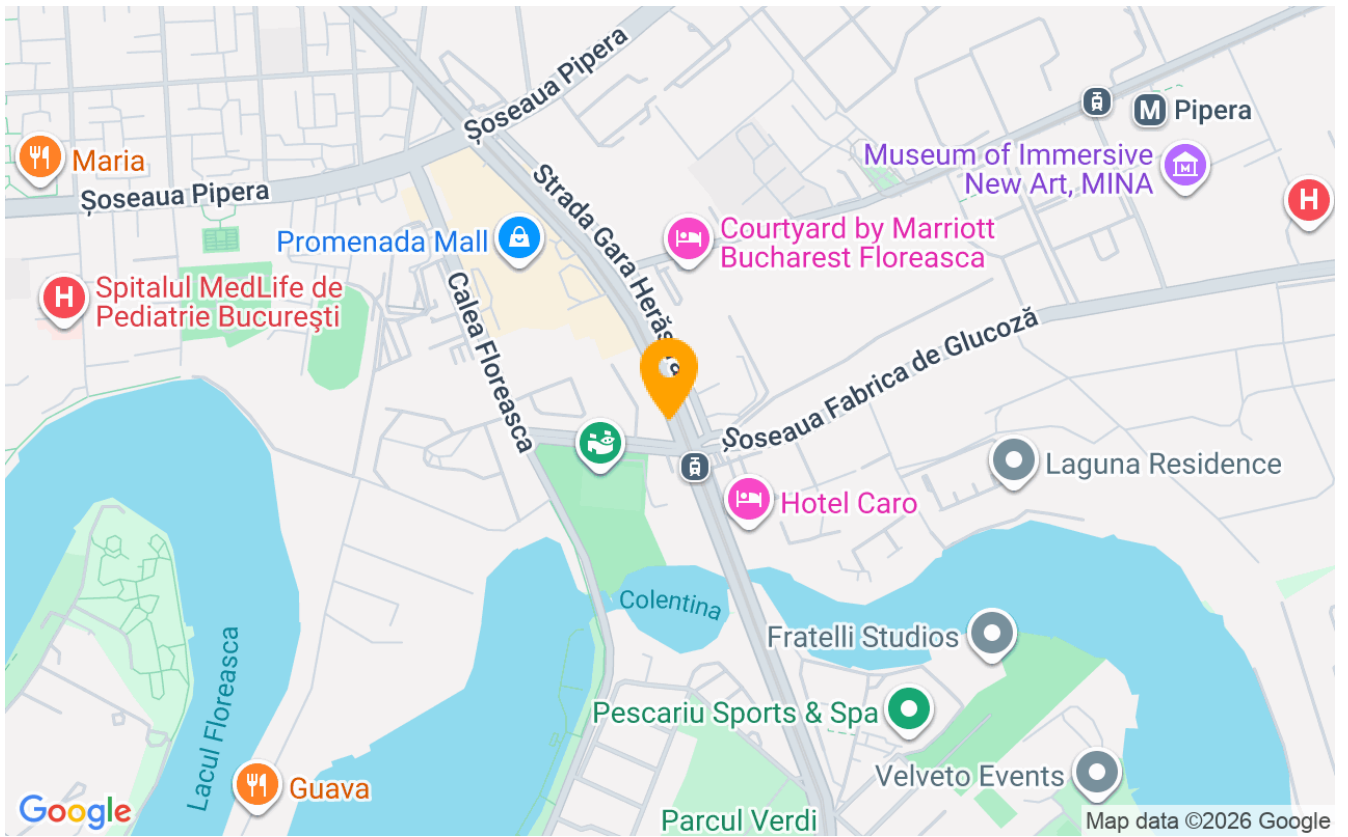 Șoseaua Pipera
Pipera
Maria
Museum of Immersive
New Art, MINA
Șoseaua Pipera
Strada Gara Herăs
Promenada Mall
Courtyard by Marriott
Bucharest Floreasca
Spitalul MedLife de
Pediatrie București
Calea Floreasca
Șoseaua Fabrica de Glucoză
Laguna Residence
Hotel Caro
Colentina
Fratelli Studios
Lacul Floreasca
Pescariu Sports & Spa
Velveto Events
Guava
Parcul Verdi
Google
Map data ©2026 Google